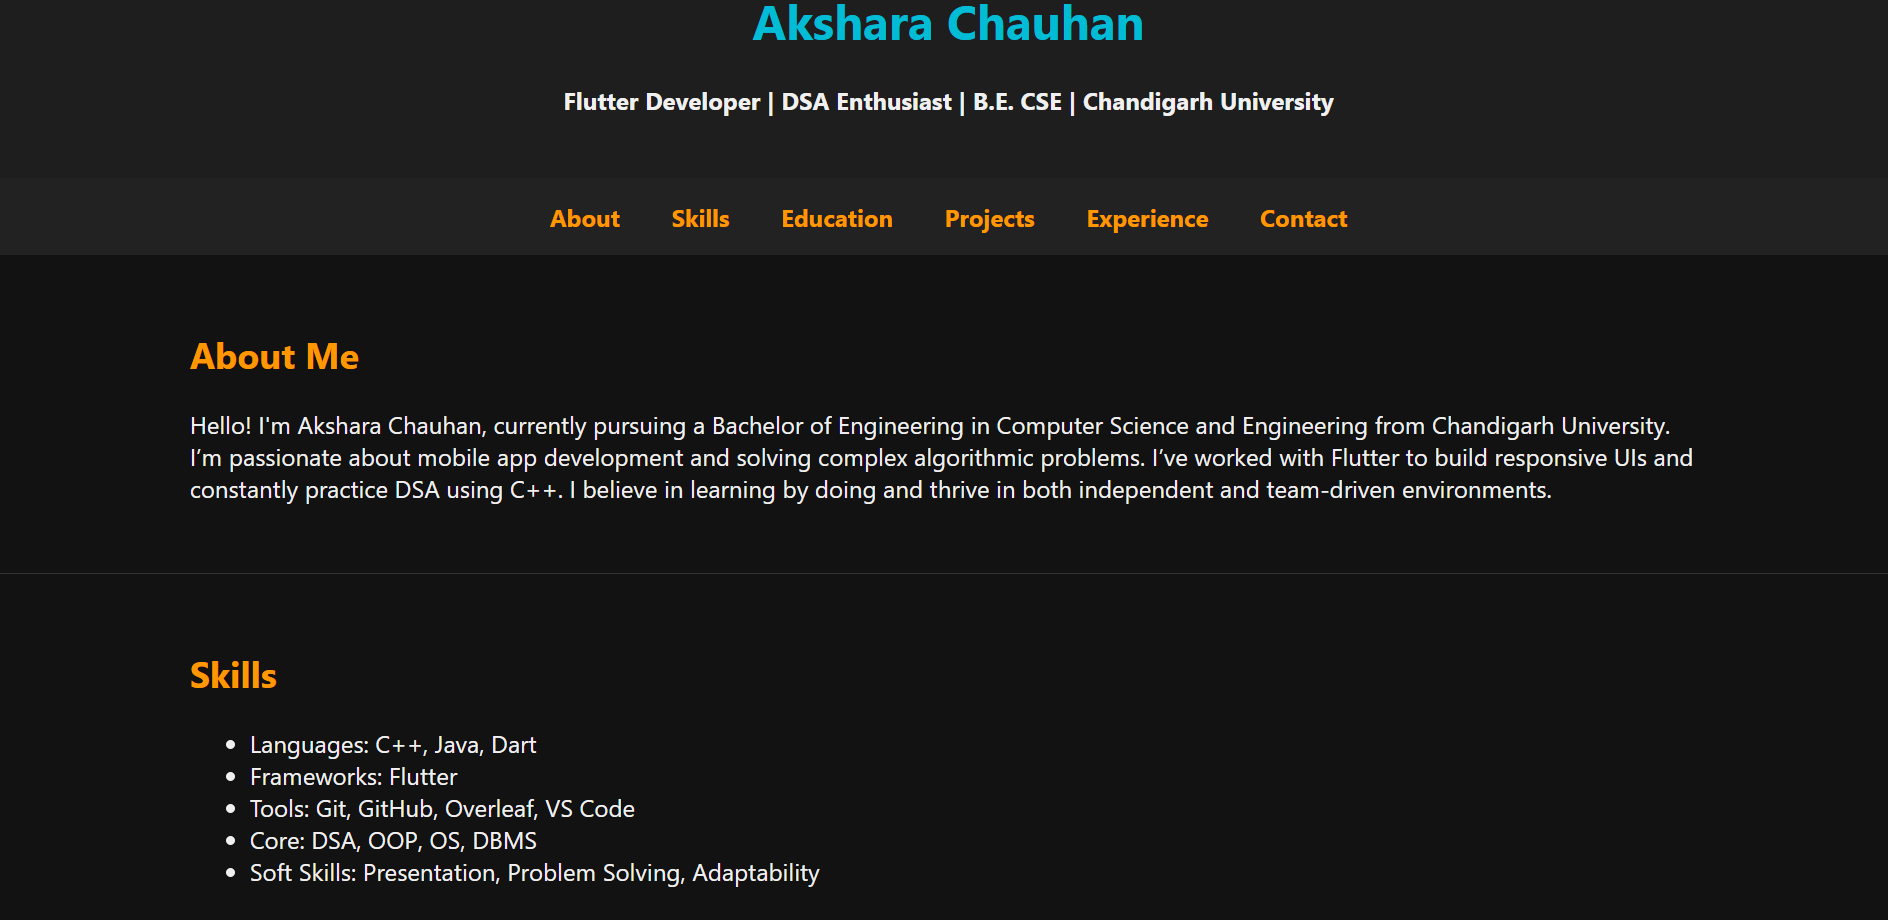 Akshara Chauhan
Flutter Developer | DSA Enthusiast | B.E. CSE | Chandigarh University
About Skills Education Projects Experience Contact
About Me
Hello! I'm Akshara Chauhan, currently pursuing a Bachelor of Engineering in Computer Science and Engineering from Chandigarh University.
I’m passionate about mobile app development and solving complex algorithmic problems. I’ve worked with Flutter to build responsive UIs and
constantly practice DSA using C++. I believe in learning by doing and thrive in both independent and team-driven environments.
Skills
• Languages: C++, Java, Dart
• Frameworks: Flutter
• Tools: Git, GitHub, Overleaf, VS Code
• Core: DSA, OOP, OS, DBMS
• Soft Skills: Presentation, Problem Solving, Adaptability